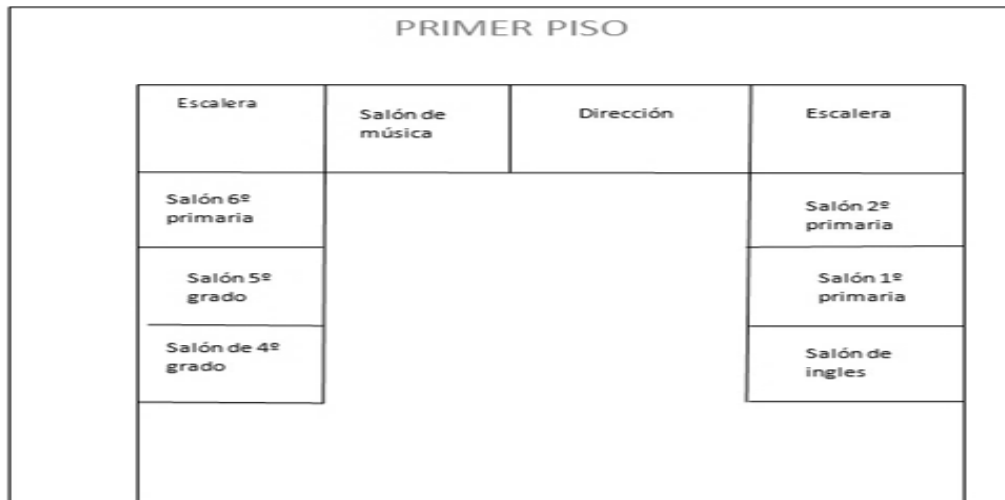 PRIMER PISO
Escalera
Salón de
música
Dirección
Escalera
Salón 6º
primaria
Salón 2º
primaria
Salón 5º
grado
Salón 1º
primaria
Salón de 4º
grado
Salón de
ingles